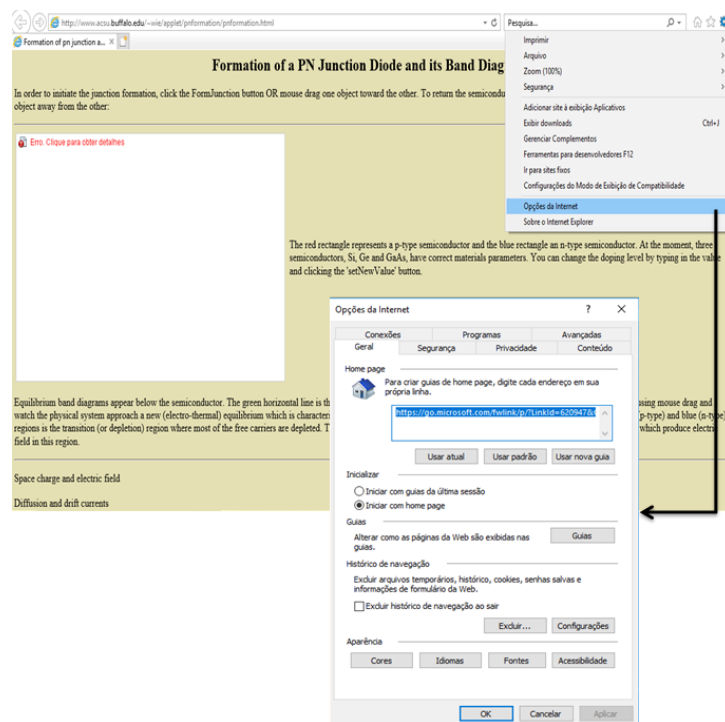 http://www.acsu.buffalo.edu/~wie/applet/pnformation/pnformation.html
Pesquisa...
Formation of pn junction a...
Formation of a PN Junction Diode and its Band Diag
In order to initiate the junction formation, click the FormJunction button OR mouse drag one object toward the other. To return the semicondu
object away from the other:
Imprimir
Arquivo
Zoom (100%)
Segurança
Adicionar site à exibição Aplicativos
Exibir downloads Ctrl+J
Gerenciar Complementos
Ferramentas para desenvolvedores F12
Ir para sites fixos
Configurações do Modo de Exibição de Compatibilidade
Opções da Internet
Sobre o Internet Explorer
Erro. Clique para obter detalhes
The red rectangle represents a p-type semiconductor and the blue rectangle an n-type semiconductor. At the moment, three
semiconductors, Si, Ge and GaAs, have correct materials parameters. You can change the doping level by typing in the value
and clicking the 'setNewValue' button.
Opções da Internet
Conexões Programas Avançadas
Geral Segurança Privacidade Conteúdo
Home page
Para criar guias de home page, digite cada endereço em sua
própria linha.
https://go.microsoft.com/fwlink/p/?LinkId=620947&
Usar atual Usar padrão Usar nova guia
Inicializar
Iniciar com guias da última sessão
Iniciar com home page
Guias
Alterar como as páginas da Web são exibidas nas
guias.
Guias
Histórico de navegação
Excluir arquivos temporários, histórico, cookies, senhas salvas e
informações de formulário da Web.
Excluir histórico de navegação ao sair
Excluir... Configurações
Aparência
Cores Idiomas Fontes Acessibilidade
OK Cancelar Aplicar
Equilibrium band diagrams appear below the semiconductor. The green horizontal line is th
using mouse drag and
watch the physical system approach a new (electro-thermal) equilibrium which is characteri
(p-type) and blue (n-type)
regions is the transition (or depletion) region where most of the free carriers are depleted. T
which produce electric
field in this region.
Space charge and electric field
Diffusion and drift currents